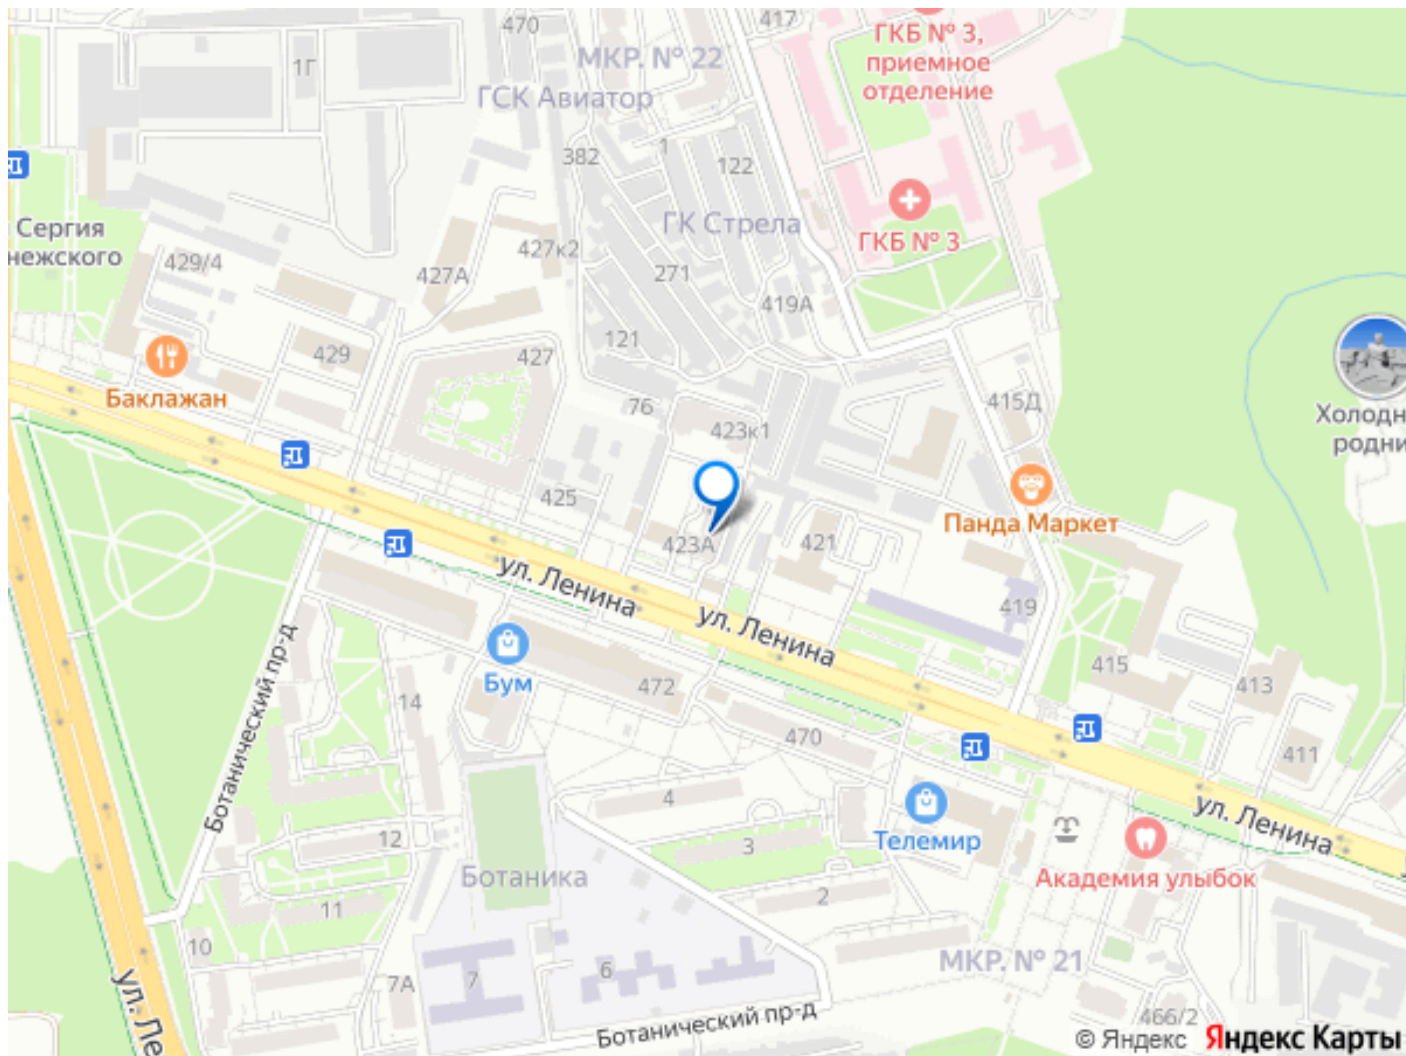 417
470
ГКБ № 3,
приемное
отделение
МКР. № 22
1Г
ГСК Авиатор
382
1
122
ГКБ № 3
ГК Стрела
Сергия
нежского
429/4
427А
427к2
271
419А
121
427
429
Баклажан
76
423к1
415Д
Холодн
родни
425
423А
421
Панда Маркет
ул. Ленина
ул. Ленина
419
415
413
411
Бум
472
470
14
Ботанический пр-д
4
3
2
12
11
10
Ботаника
Телемир
Академия улыбок
ул. Ленина
7А
7
6
МКР. № 21
466/2
Ботанический пр-д
ул. Ле
© Яндекс Яндекс Карты